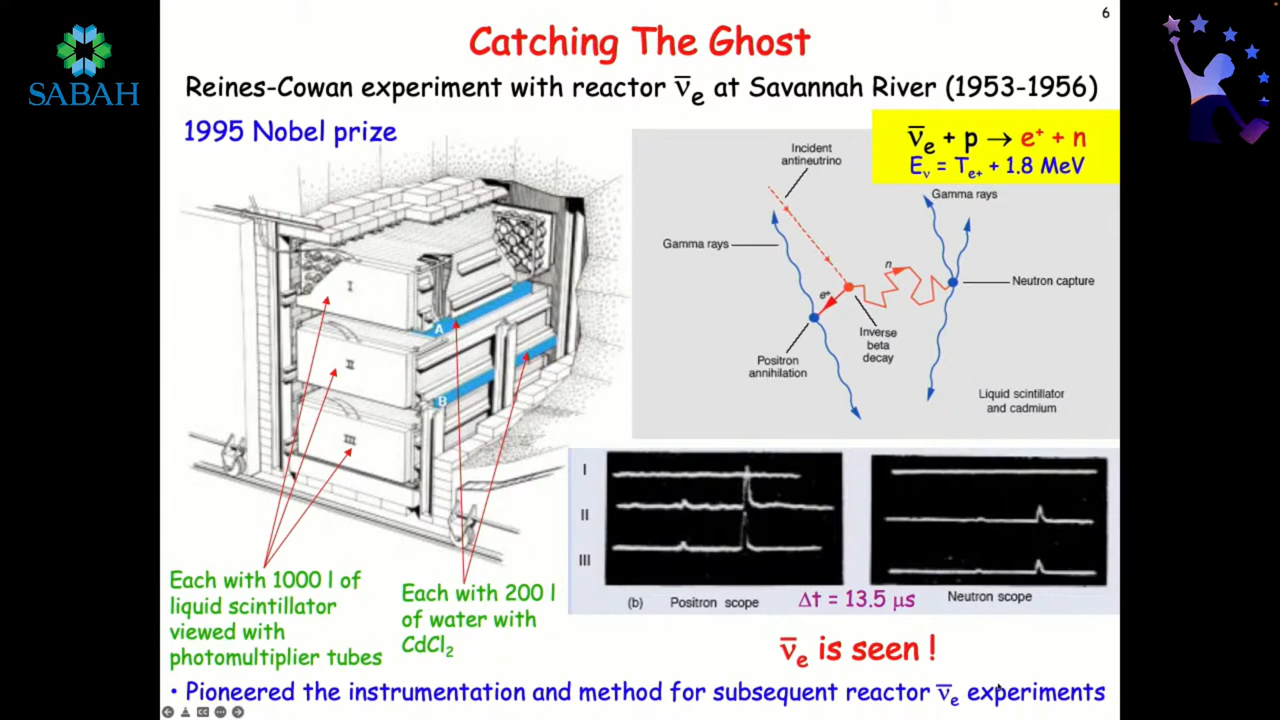 6
SABAH
Catching The Ghost
Reines-Cowan experiment with reactor ν̅e at Savannah River (1953-1956)
1995 Nobel prize
ν̅e + p → e⁺ + n
Eν = Te+ + 1.8 MeV
Incident
antineutrino
Gamma rays
Gamma rays
n
Neutron capture
e⁺
Inverse
beta
decay
Positron
annihilation
Liquid scintillator
and cadmium
I
A
II
B
III
I
II
III
(b) Positron scope
Δt = 13.5 μs
Neutron scope
Each with 1000 l of
liquid scintillator
viewed with
photomultiplier tubes
Each with 200 l
of water with
CdCl₂
ν̅e is seen !
• Pioneered the instrumentation and method for subsequent reactor ν̅e experiments